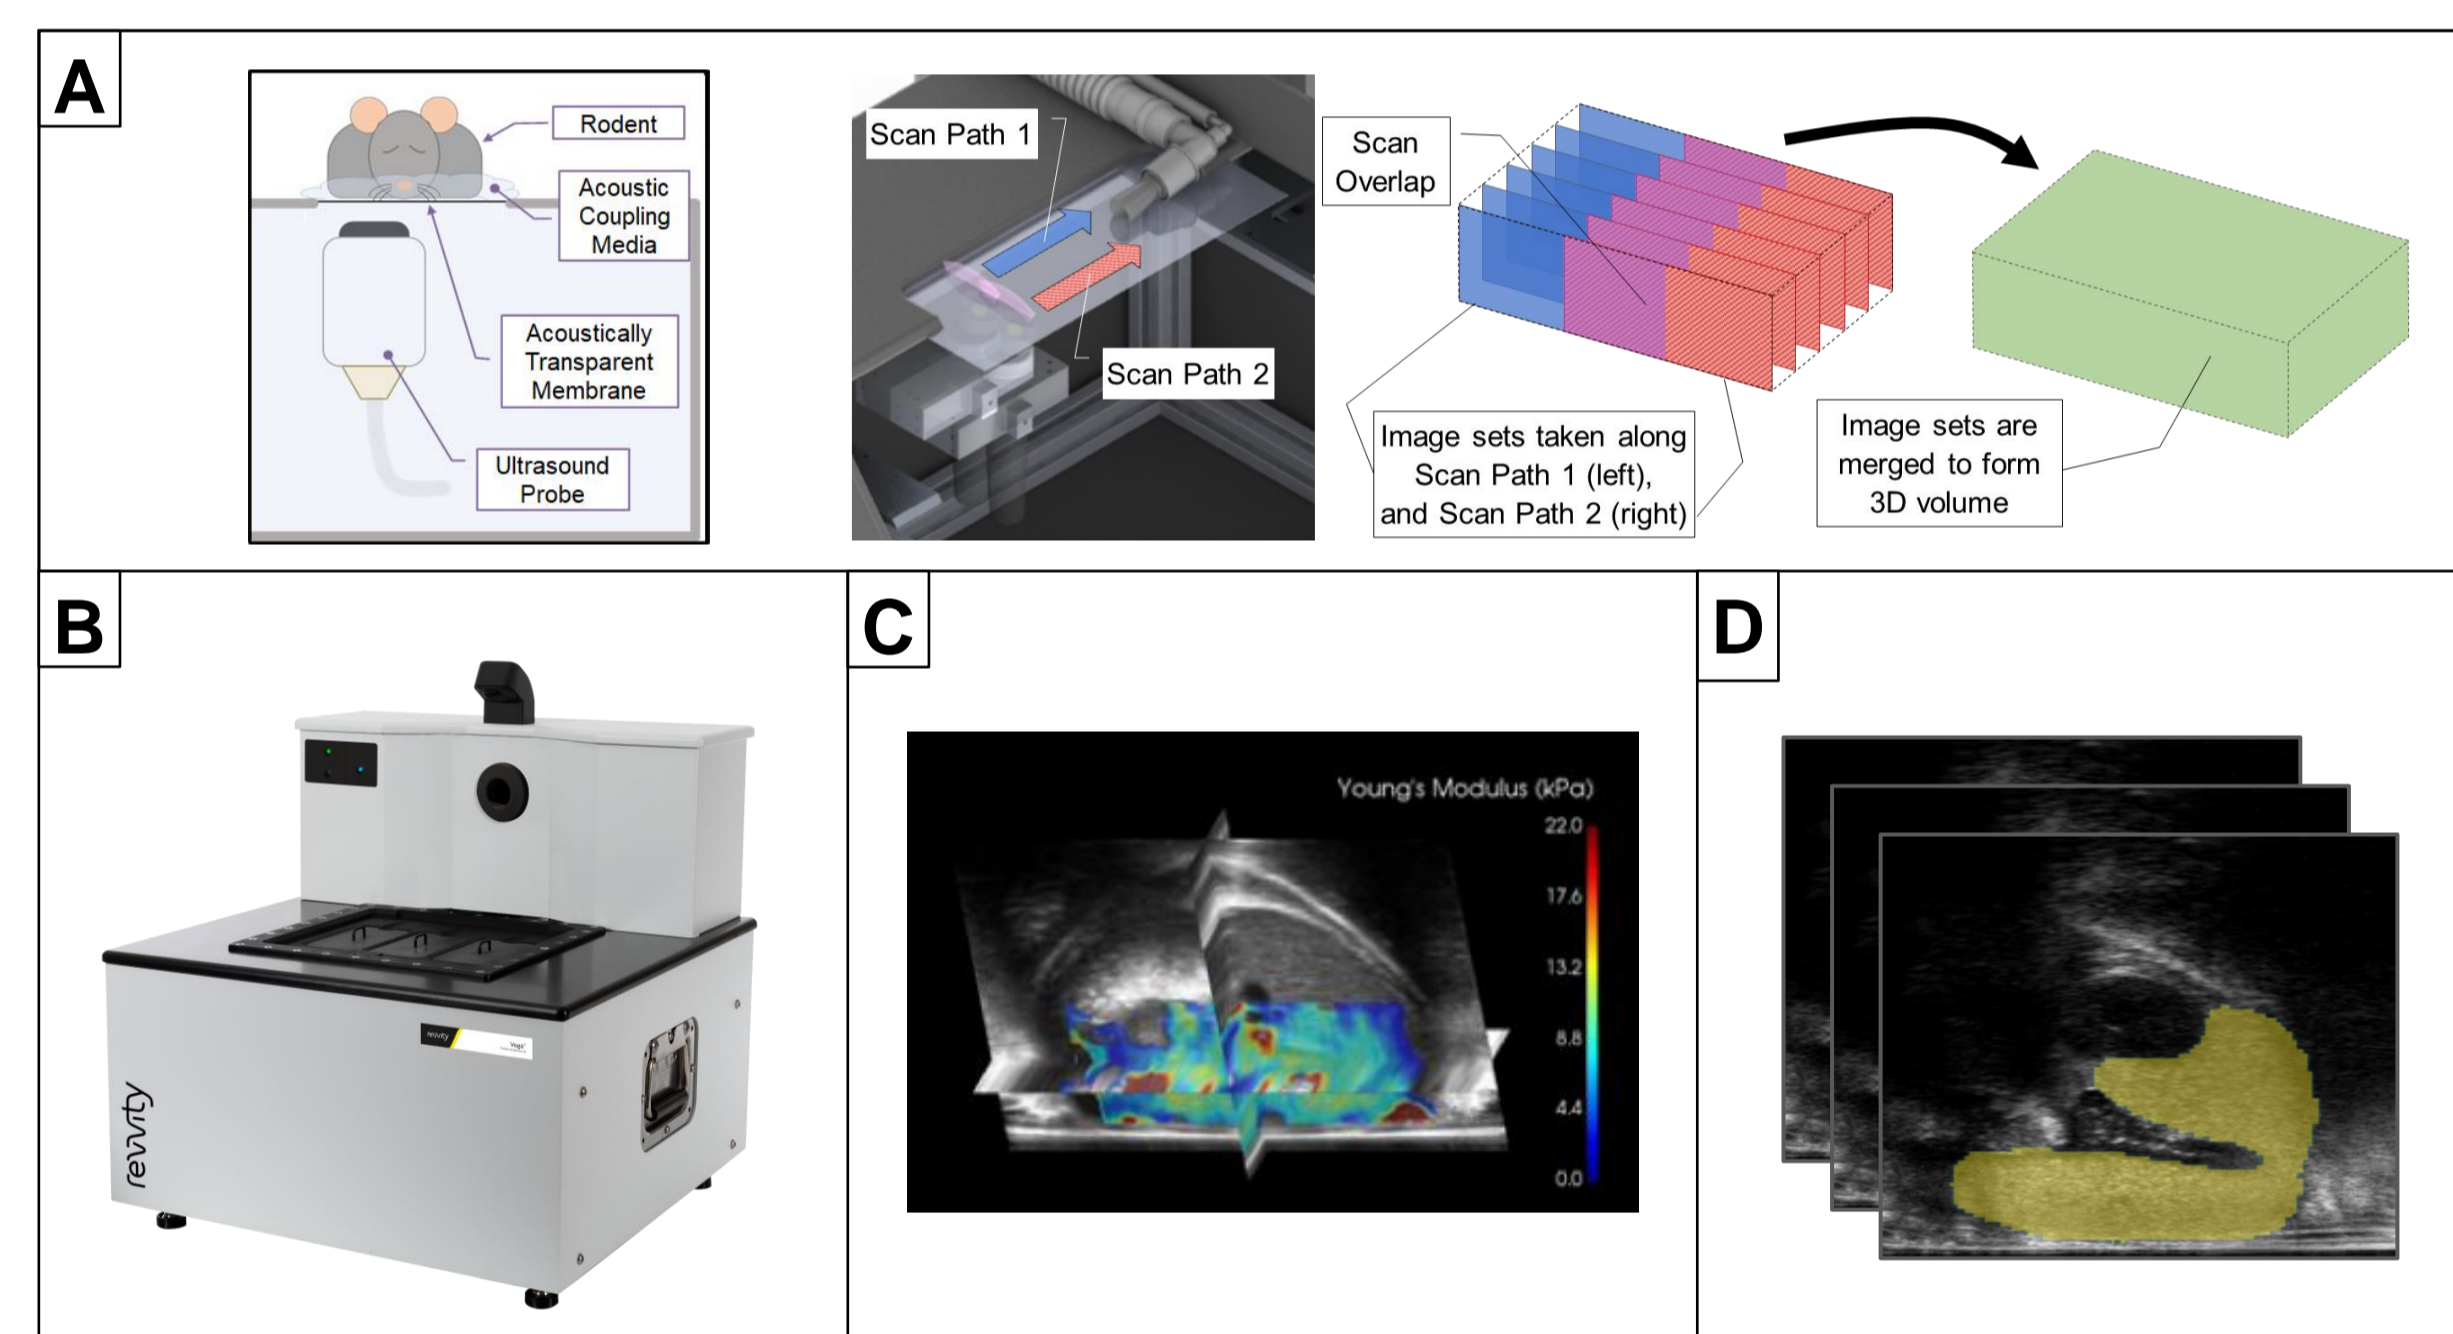 A
Rodent
Acoustic
Coupling
Media
Acoustically
Transparent
Membrane
Ultrasound
Probe
Scan Path 1
Scan Path 2
Scan
Overlap
Image sets taken along
Scan Path 1 (left),
and Scan Path 2 (right)
Image sets are
merged to form
3D volume
B
revvity
revvity
Vega
C
Young's Modulus (kPa)
22.0
17.6
13.2
8.8
4.4
0.0
D